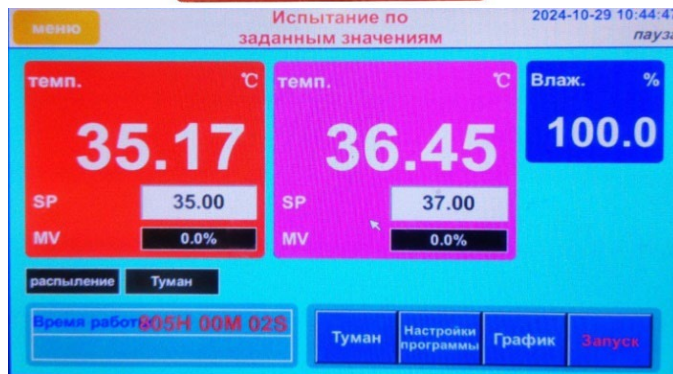 меню
Испытание по
заданным значениям
2024-10-29 10:44:47
пауза
темп. °C
35.17
SP 35.00
MV 0.0%
темп. °C
36.45
SP 37.00
MV 0.0%
Влаж. %
100.0
распыление Туман
Время работы 805H 00M 02S
Туман
Настройки
программы
График
Запуск